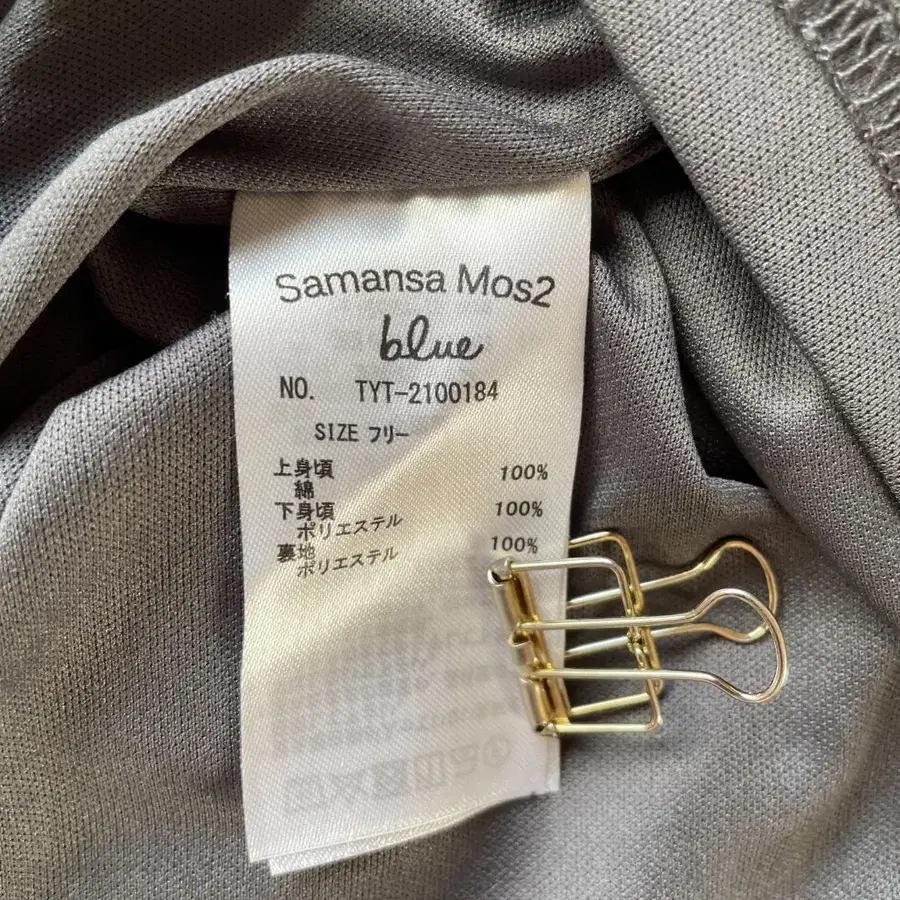 Samansa Mos2
blue
NO. TYT-2100184
SIZE フリー
上身頃
綿 100%
下身頃
ポリエステル 100%
裏地
ポリエステル 100%